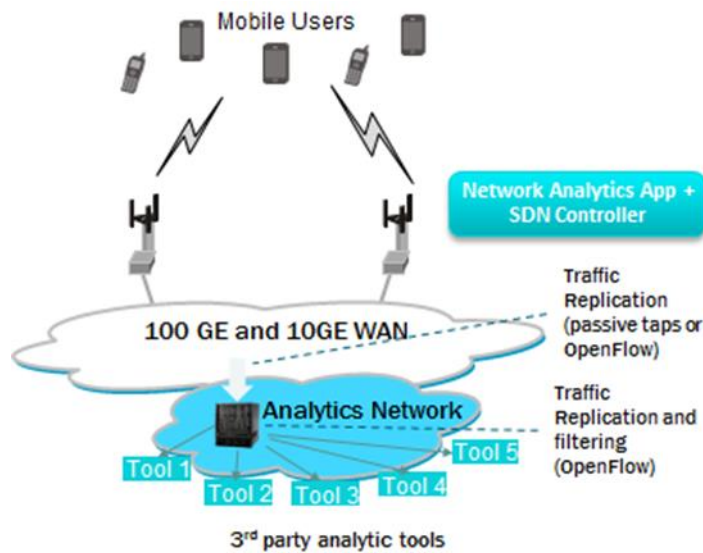 Mobile Users
Network Analytics App +
SDN Controller
Traffic
Replication
(passive taps or
OpenFlow)
100 GE and 10GE WAN
Traffic
Replication and
filtering
(OpenFlow)
Analytics Network
Tool 1
Tool 2
Tool 3
Tool 4
Tool 5
3rd party analytic tools